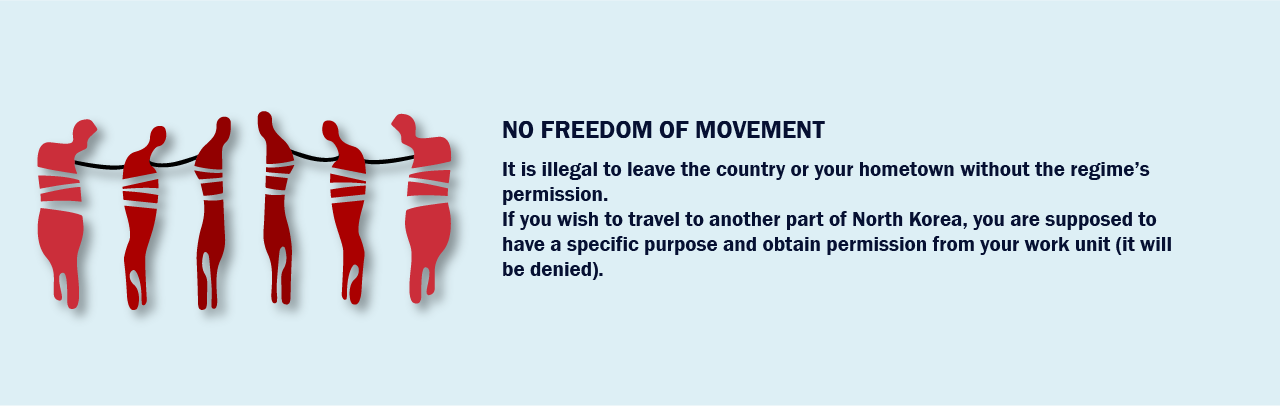 NO FREEDOM OF MOVEMENT
It is illegal to leave the country or your hometown without the regime’s
permission.
If you wish to travel to another part of North Korea, you are supposed to
have a specific purpose and obtain permission from your work unit (it will
be denied).